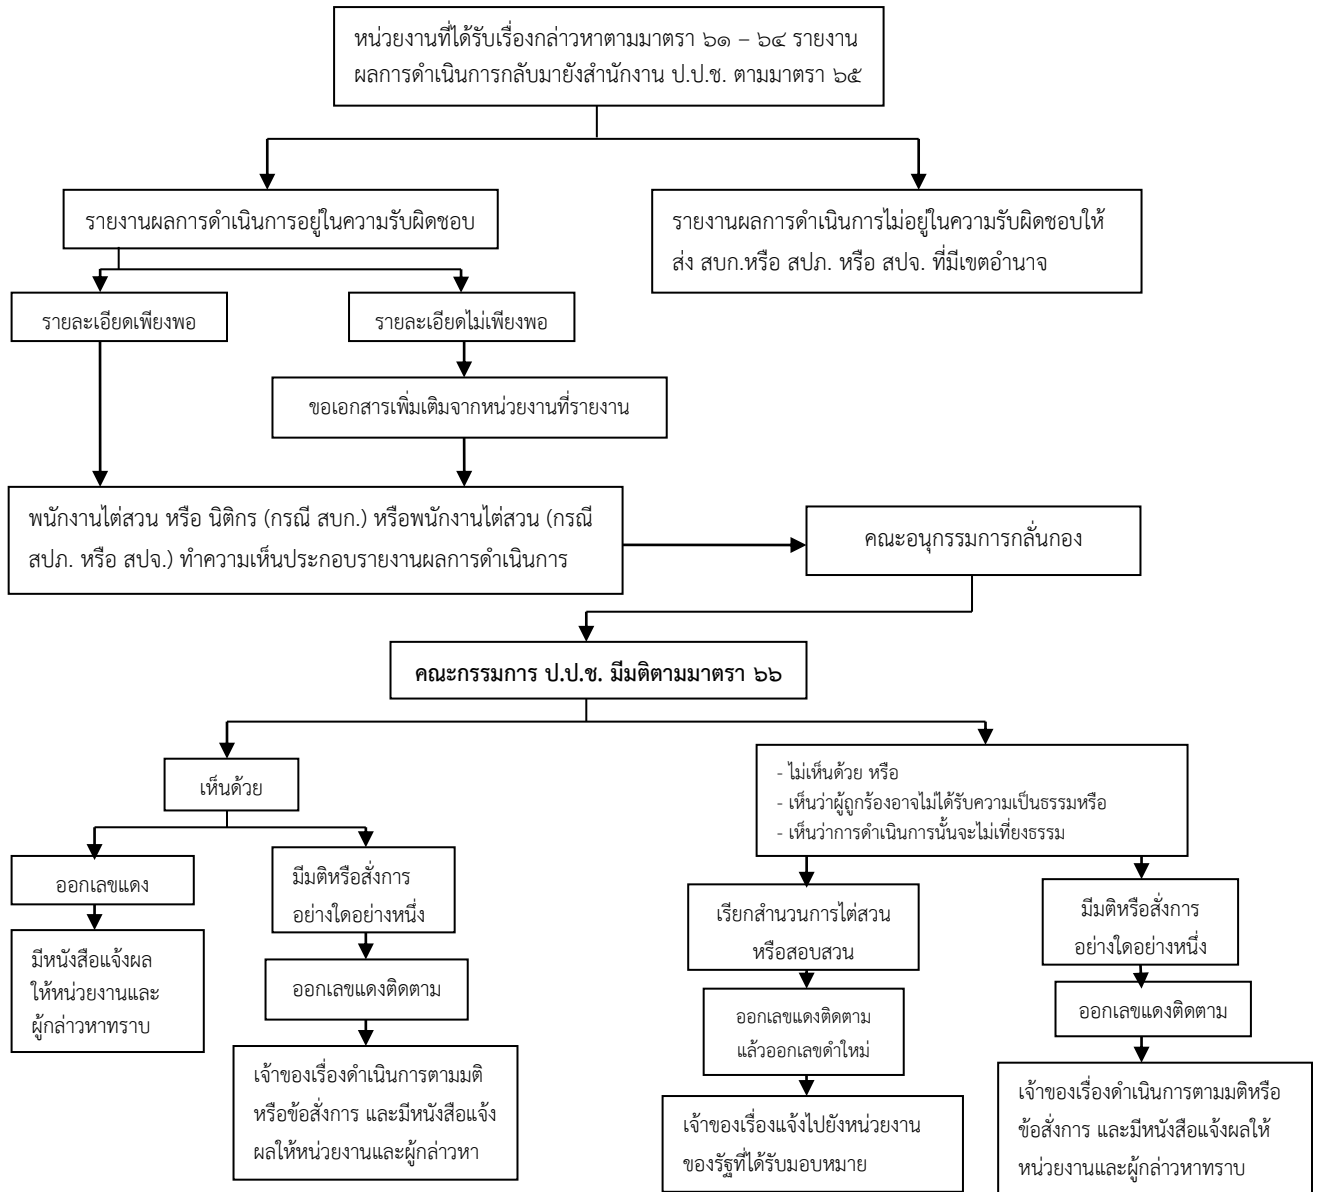 หน่วยงานที่ได้รับเรื่องกล่าวหาตามมาตรา ๖๑ – ๖๔ รายงาน
ผลการดำเนินการกลับมายังสำนักงาน ป.ป.ช. ตามมาตรา ๖๕
รายงานผลการดำเนินการอยู่ในความรับผิดชอบ
รายงานผลการดำเนินการไม่อยู่ในความรับผิดชอบให้
ส่ง สบก.หรือ สปภ. หรือ สปจ. ที่มีเขตอำนาจ
รายละเอียดเพียงพอ
รายละเอียดไม่เพียงพอ
ขอเอกสารเพิ่มเติมจากหน่วยงานที่รายงาน
พนักงานไต่สวน หรือ นิติกร (กรณี สบก.) หรือพนักงานไต่สวน (กรณี
สปภ. หรือ สปจ.) ทำความเห็นประกอบรายงานผลการดำเนินการ
คณะอนุกรรมการกลั่นกอง
คณะกรรมการ ป.ป.ช. มีมติตามมาตรา ๖๖
เห็นด้วย
- ไม่เห็นด้วย หรือ
- เห็นว่าผู้ถูกร้องอาจไม่ได้รับความเป็นธรรมหรือ
- เห็นว่าการดำเนินการนั้นจะไม่เที่ยงธรรม
ออกเลขแดง
มีหนังสือแจ้งผล
ให้หน่วยงานและ
ผู้กล่าวหาทราบ
มีมติหรือสั่งการ
อย่างใดอย่างหนึ่ง
ออกเลขแดงติดตาม
เจ้าของเรื่องดำเนินการตามมติ
หรือข้อสั่งการ และมีหนังสือแจ้ง
ผลให้หน่วยงานและผู้กล่าวหา
เรียกสำนวนการไต่สวน
หรือสอบสวน
ออกเลขแดงติดตาม
แล้วออกเลขดำใหม่
เจ้าของเรื่องแจ้งไปยังหน่วยงาน
ของรัฐที่ได้รับมอบหมาย
มีมติหรือสั่งการ
อย่างใดอย่างหนึ่ง
ออกเลขแดงติดตาม
เจ้าของเรื่องดำเนินการตามมติหรือ
ข้อสั่งการ และมีหนังสือแจ้งผลให้
หน่วยงานและผู้กล่าวหาทราบ